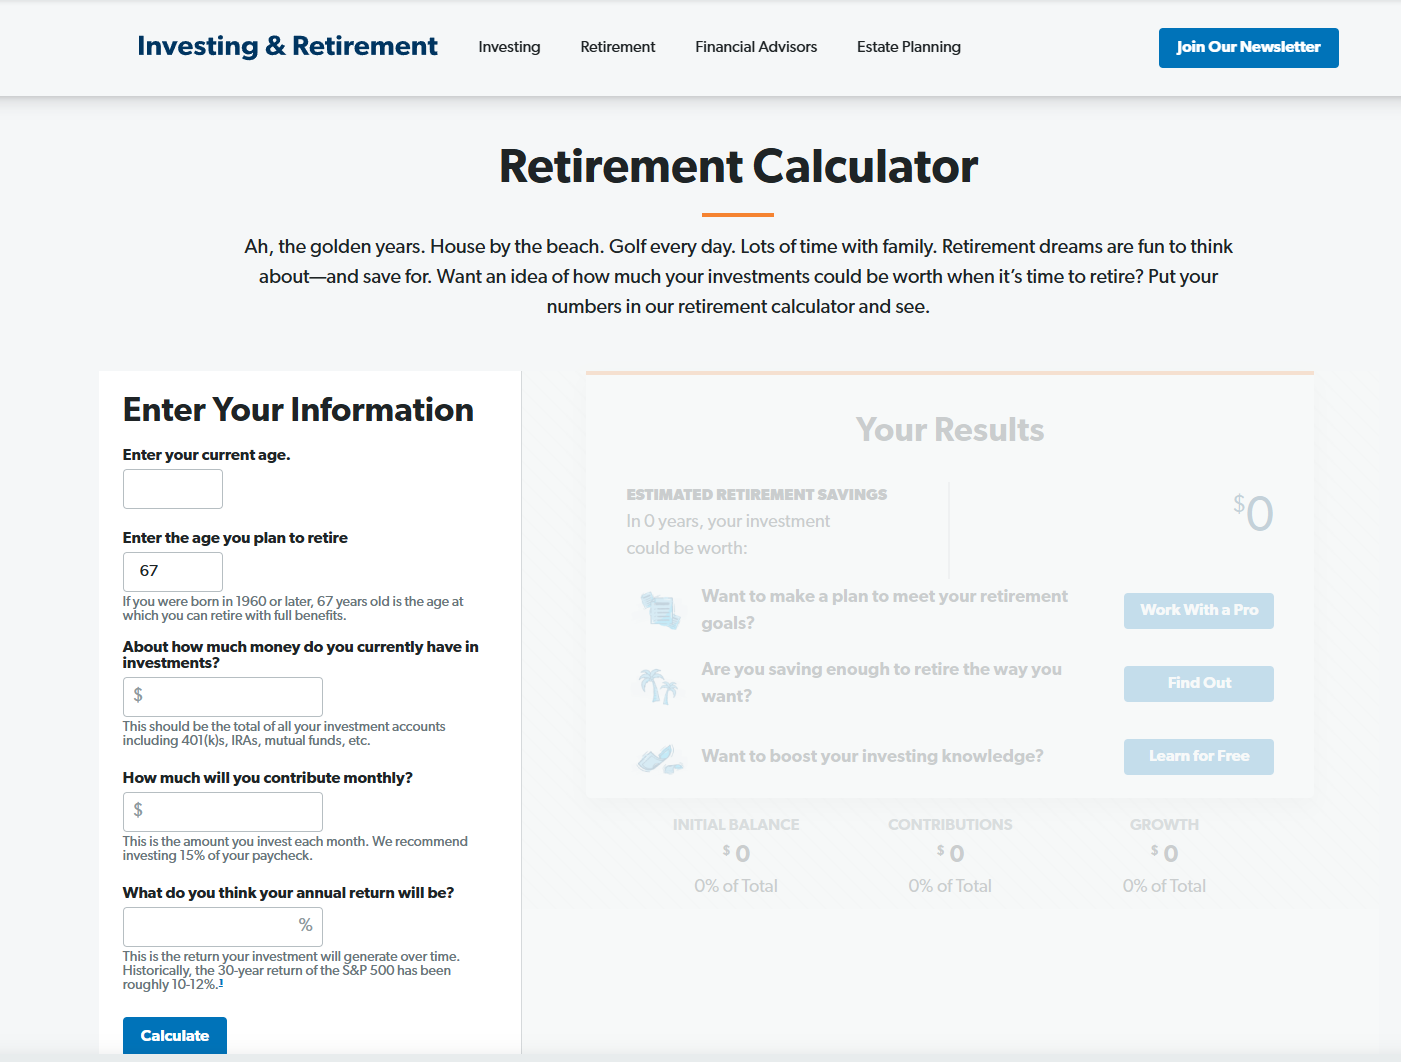 Investing & Retirement
Investing
Retirement
Financial Advisors
Estate Planning
Join Our Newsletter
Retirement Calculator
Ah, the golden years. House by the beach. Golf every day. Lots of time with family. Retirement dreams are fun to think
about—and save for. Want an idea of how much your investments could be worth when it’s time to retire? Put your
numbers in our retirement calculator and see.
Enter Your Information
Enter your current age.
Enter the age you plan to retire
67
If you were born in 1960 or later, 67 years old is the age at
which you can retire with full benefits.
About how much money do you currently have in
investments?
$
This should be the total of all your investment accounts
including 401(k)s, IRAs, mutual funds, etc.
How much will you contribute monthly?
$
This is the amount you invest each month. We recommend
investing 15% of your paycheck.
What do you think your annual return will be?
%
This is the return your investment will generate over time.
Historically, the 30-year return of the S&P 500 has been
roughly 10-12%.1
Calculate
Your Results
ESTIMATED RETIREMENT SAVINGS
In 0 years, your investment
could be worth:
$0
Want to make a plan to meet your retirement
goals?
Work With a Pro
Are you saving enough to retire the way you
want?
Find Out
Want to boost your investing knowledge?
Learn for Free
INITIAL BALANCE
$ 0
0% of Total
CONTRIBUTIONS
$ 0
0% of Total
GROWTH
$ 0
0% of Total